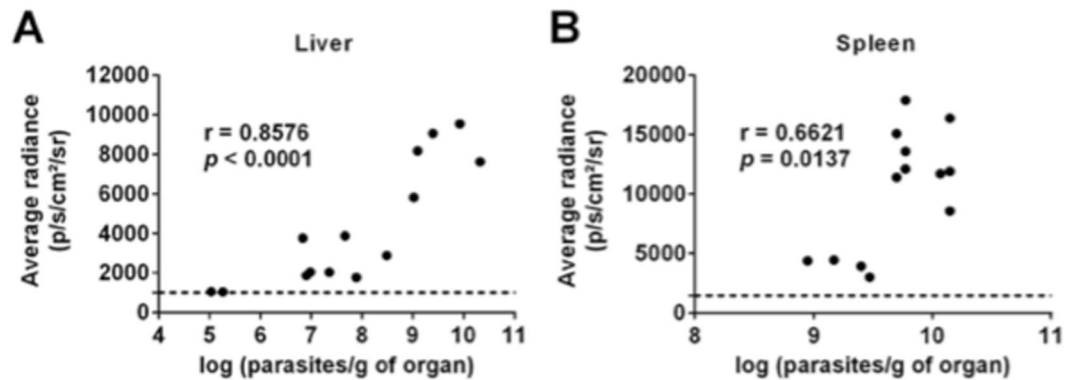 A
Liver
Average radiance
(p/s/cm²/sr)
12000
10000
8000
6000
4000
2000
0
r = 0.8576
p < 0.0001
4 5 6 7 8 9 10 11
log (parasites/g of organ)
B
Spleen
Average radiance
(p/s/cm²/sr)
20000
15000
10000
5000
0
r = 0.6621
p = 0.0137
8 9 10 11
log (parasites/g of organ)